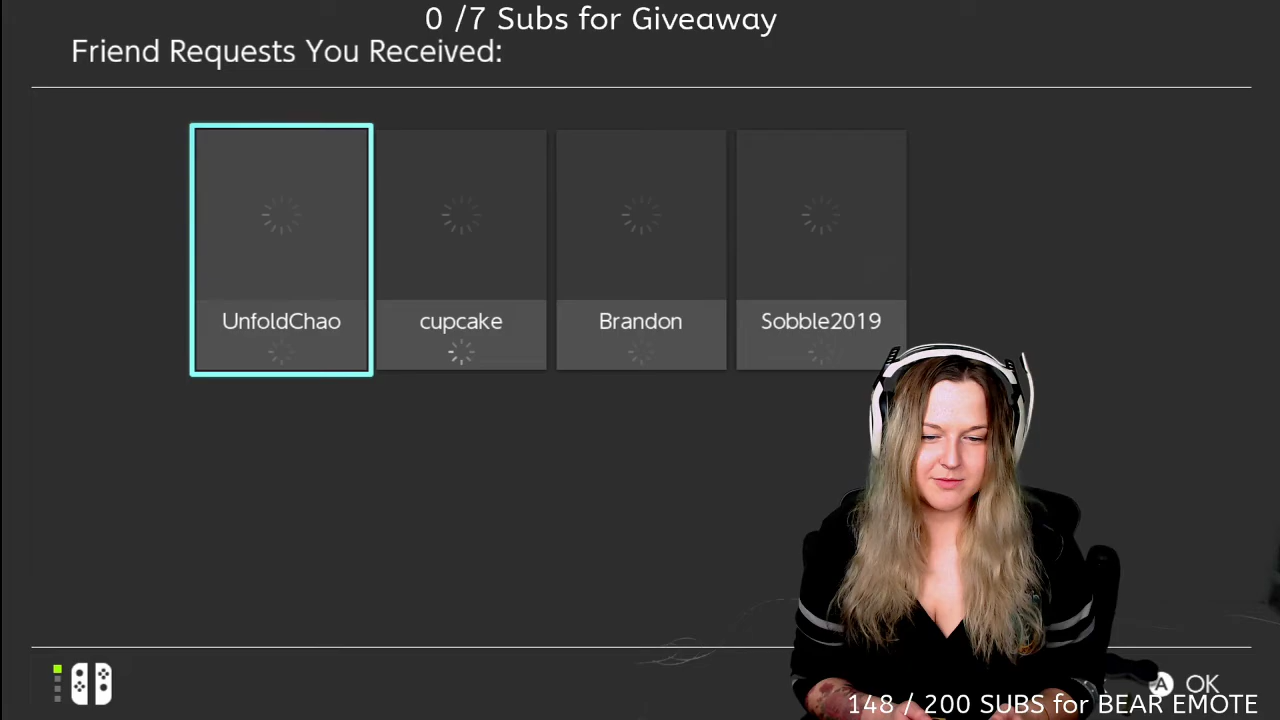 0 /7 Subs for Giveaway
Friend Requests You Received:
UnfoldChao
cupcake
Brandon
Sobble2019
A OK
148 / 200 SUBS for BEAR EMOTE